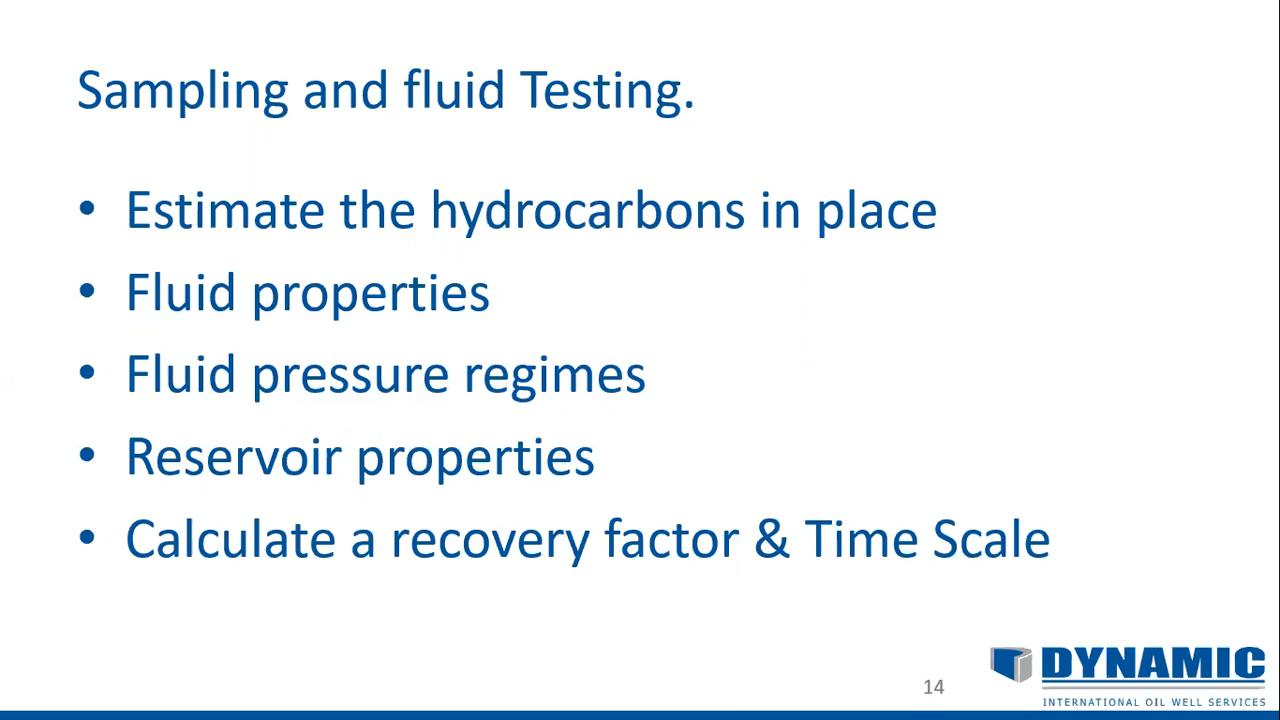 Sampling and fluid Testing.
• Estimate the hydrocarbons in place
• Fluid properties
• Fluid pressure regimes
• Reservoir properties
• Calculate a recovery factor & Time Scale
14
DYNAMIC
INTERNATIONAL OIL WELL SERVICES